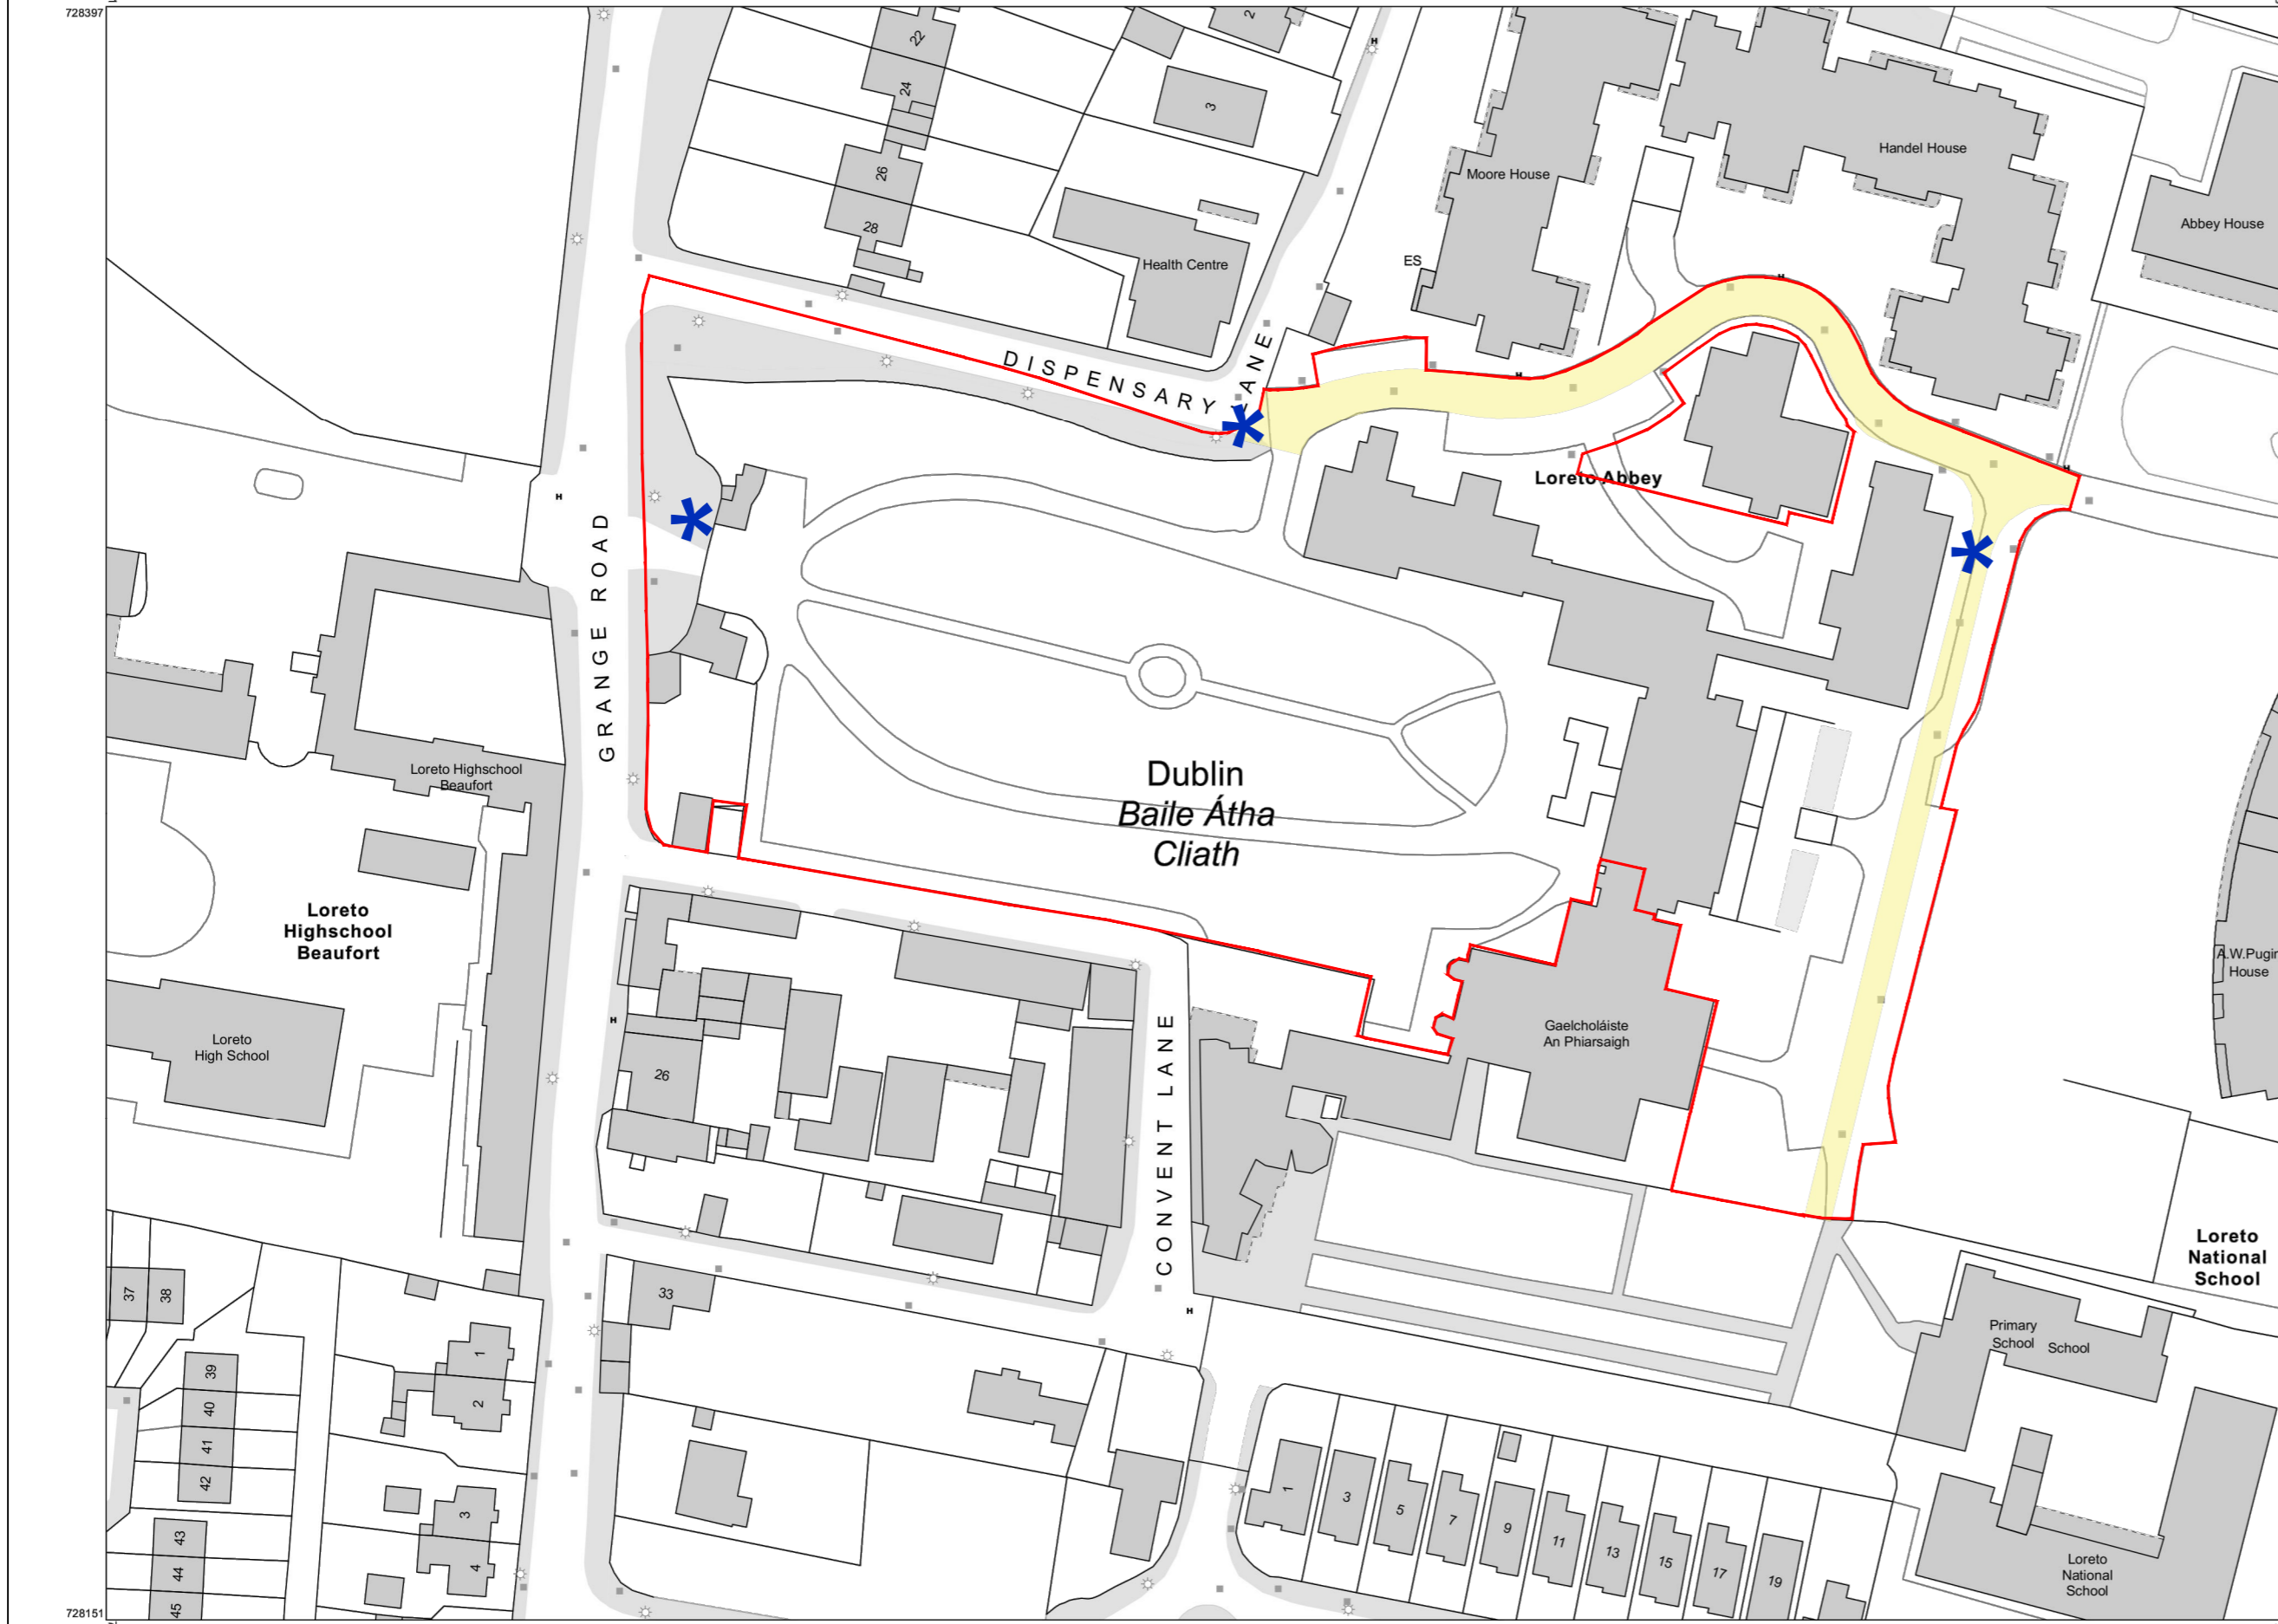 728397
22
24
26
28
2
3
Health Centre
Moore House
Handel House
Abbey House
ES
H
H
H
H
H
DISPENSARY
LANE
Loreto Abbey
H
GRANGE ROAD
Dublin
Baile Átha
Cliath
Loreto Highschool
Beaufort
Loreto
Highschool
Beaufort
Loreto
High School
H
26
CONVENT LANE
Gaelcholáiste
An Phiarsaigh
A.W.Pugin
House
Loreto
National
School
33
H
Primary
School
School
37
38
39
40
41
42
43
44
45
1
2
3
4
1
3
5
7
9
11
13
15
17
19
Loreto
National
School
728151